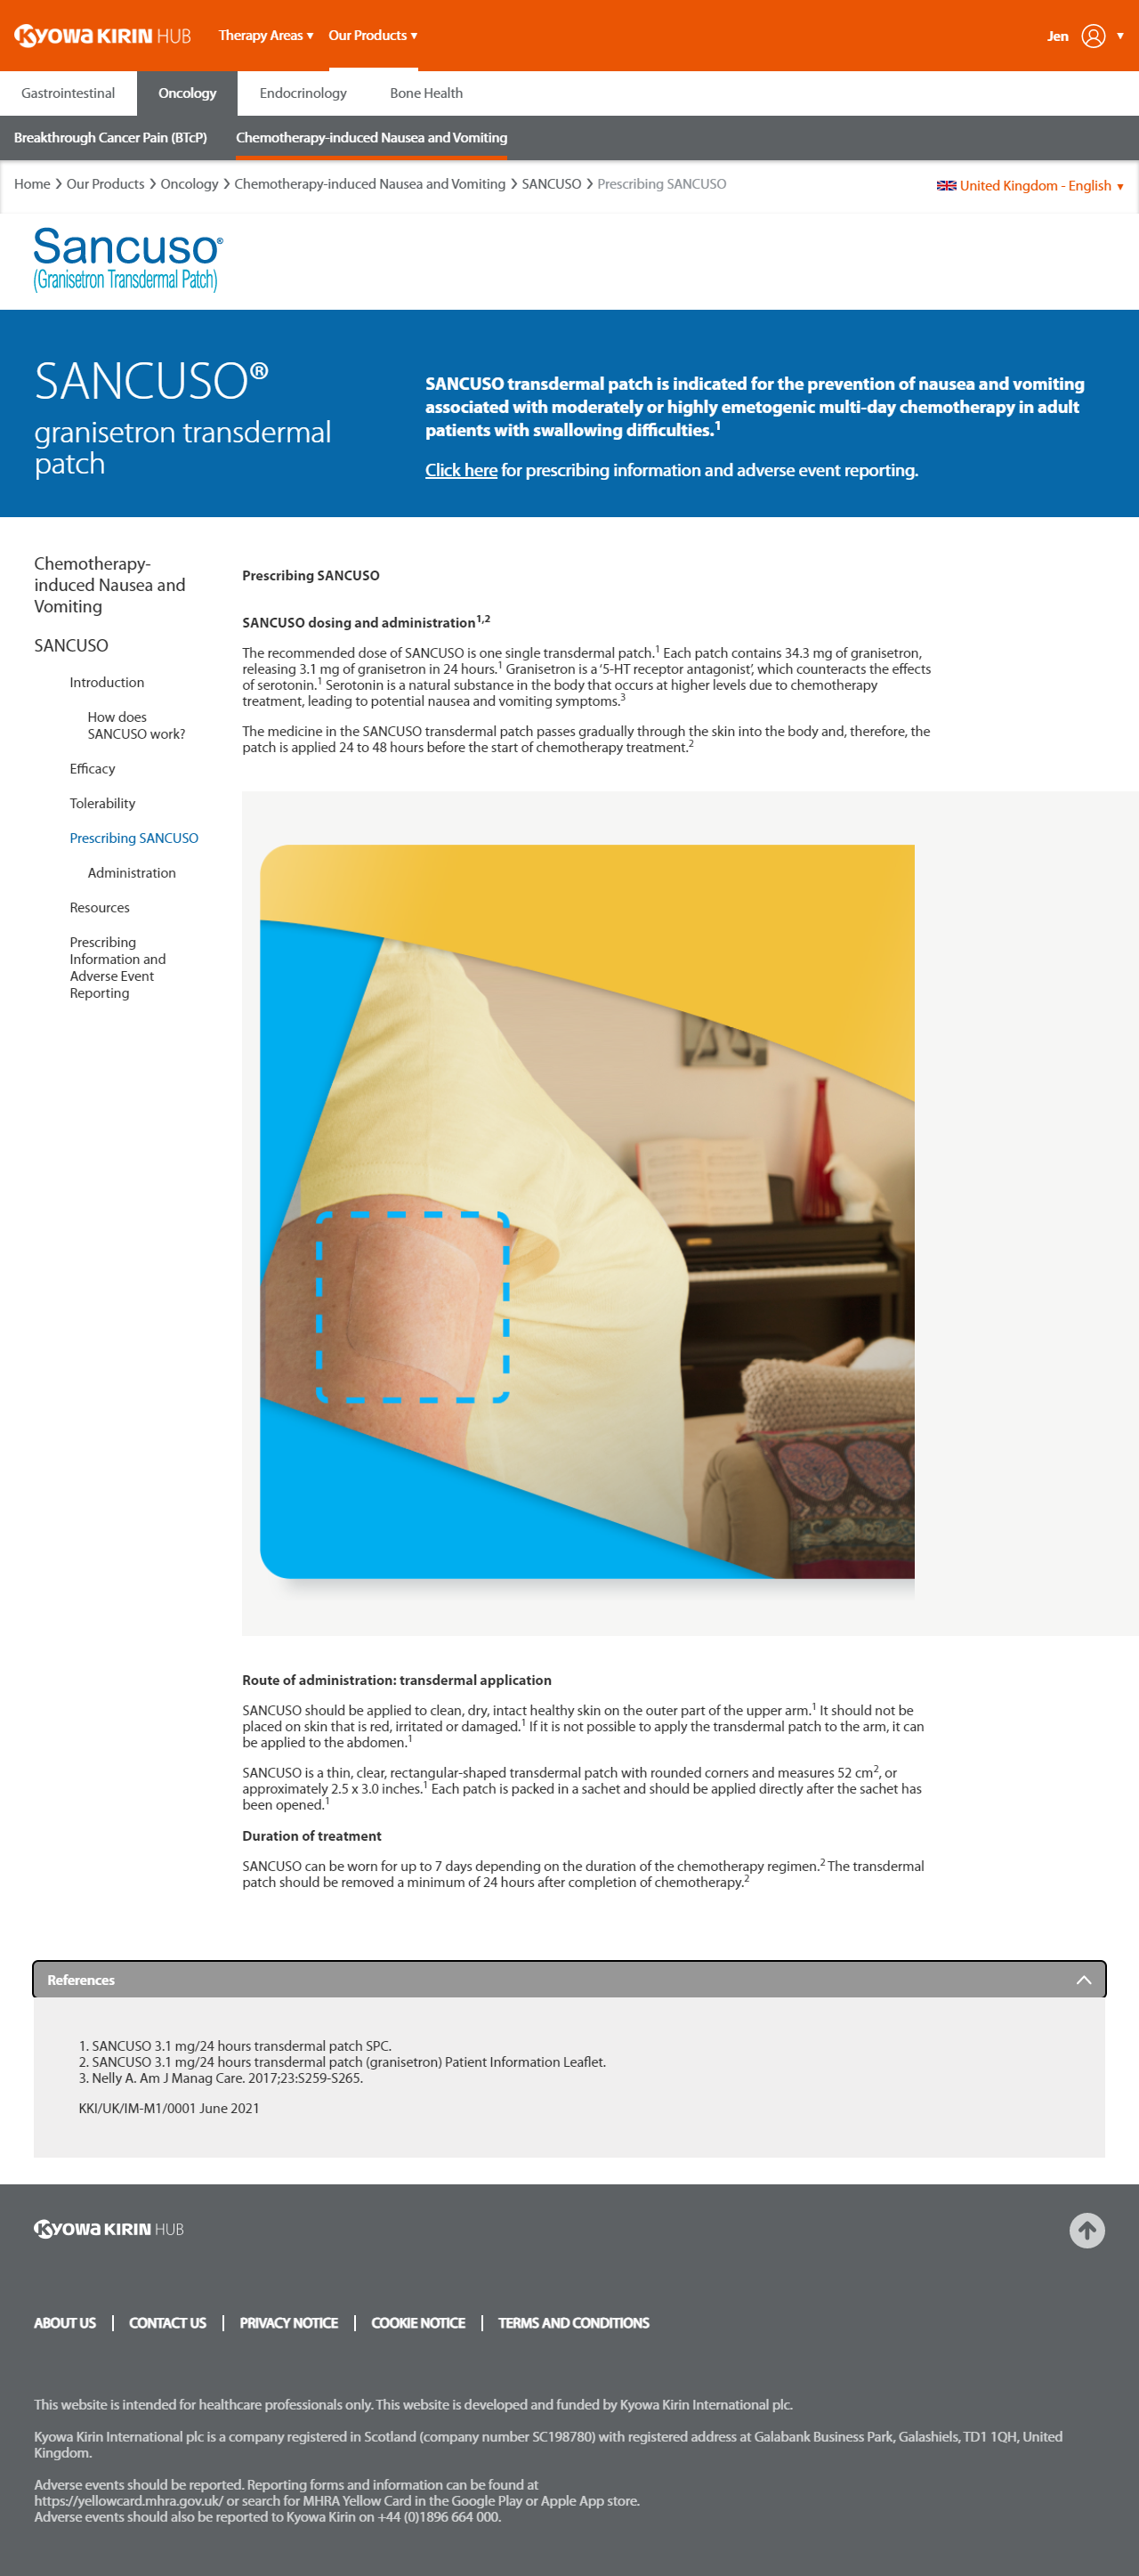 KYOWA KIRIN HUB
Therapy Areas ▼ Our Products ▼
Jen ▼
Gastrointestinal Oncology Endocrinology Bone Health
Breakthrough Cancer Pain (BTcP) Chemotherapy-induced Nausea and Vomiting
Home > Our Products > Oncology > Chemotherapy-induced Nausea and Vomiting > SANCUSO > Prescribing SANCUSO
United Kingdom - English ▼
Sancuso®
(Granisetron Transdermal Patch)
SANCUSO®
granisetron transdermal
patch
SANCUSO transdermal patch is indicated for the prevention of nausea and vomiting
associated with moderately or highly emetogenic multi-day chemotherapy in adult
patients with swallowing difficulties.1
Click here for prescribing information and adverse event reporting.
Chemotherapy-
induced Nausea and
Vomiting
SANCUSO
Introduction
How does
SANCUSO work?
Efficacy
Tolerability
Prescribing SANCUSO
Administration
Resources
Prescribing
Information and
Adverse Event
Reporting
Prescribing SANCUSO
SANCUSO dosing and administration1,2
The recommended dose of SANCUSO is one single transdermal patch.1 Each patch contains 34.3 mg of granisetron,
releasing 3.1 mg of granisetron in 24 hours.1 Granisetron is a ‘5-HT receptor antagonist’, which counteracts the effects
of serotonin.1 Serotonin is a natural substance in the body that occurs at higher levels due to chemotherapy
treatment, leading to potential nausea and vomiting symptoms.3
The medicine in the SANCUSO transdermal patch passes gradually through the skin into the body and, therefore, the
patch is applied 24 to 48 hours before the start of chemotherapy treatment.2
Route of administration: transdermal application
SANCUSO should be applied to clean, dry, intact healthy skin on the outer part of the upper arm.1 It should not be
placed on skin that is red, irritated or damaged.1 If it is not possible to apply the transdermal patch to the arm, it can
be applied to the abdomen.1
SANCUSO is a thin, clear, rectangular-shaped transdermal patch with rounded corners and measures 52 cm2, or
approximately 2.5 x 3.0 inches.1 Each patch is packed in a sachet and should be applied directly after the sachet has
been opened.1
Duration of treatment
SANCUSO can be worn for up to 7 days depending on the duration of the chemotherapy regimen.2 The transdermal
patch should be removed a minimum of 24 hours after completion of chemotherapy.2
References
1. SANCUSO 3.1 mg/24 hours transdermal patch SPC.
2. SANCUSO 3.1 mg/24 hours transdermal patch (granisetron) Patient Information Leaflet.
3. Nelly A. Am J Manag Care. 2017;23:S259-S265.
KKI/UK/IM-M1/0001 June 2021
KYOWA KIRIN HUB
ABOUT US | CONTACT US | PRIVACY NOTICE | COOKIE NOTICE | TERMS AND CONDITIONS
This website is intended for healthcare professionals only. This website is developed and funded by Kyowa Kirin International plc.
Kyowa Kirin International plc is a company registered in Scotland (company number SC198780) with registered address at Galabank Business Park, Galashiels, TD1 1QH, United
Kingdom.
Adverse events should be reported. Reporting forms and information can be found at
https://yellowcard.mhra.gov.uk/ or search for MHRA Yellow Card in the Google Play or Apple App store.
Adverse events should also be reported to Kyowa Kirin on +44 (0)1896 664 000.